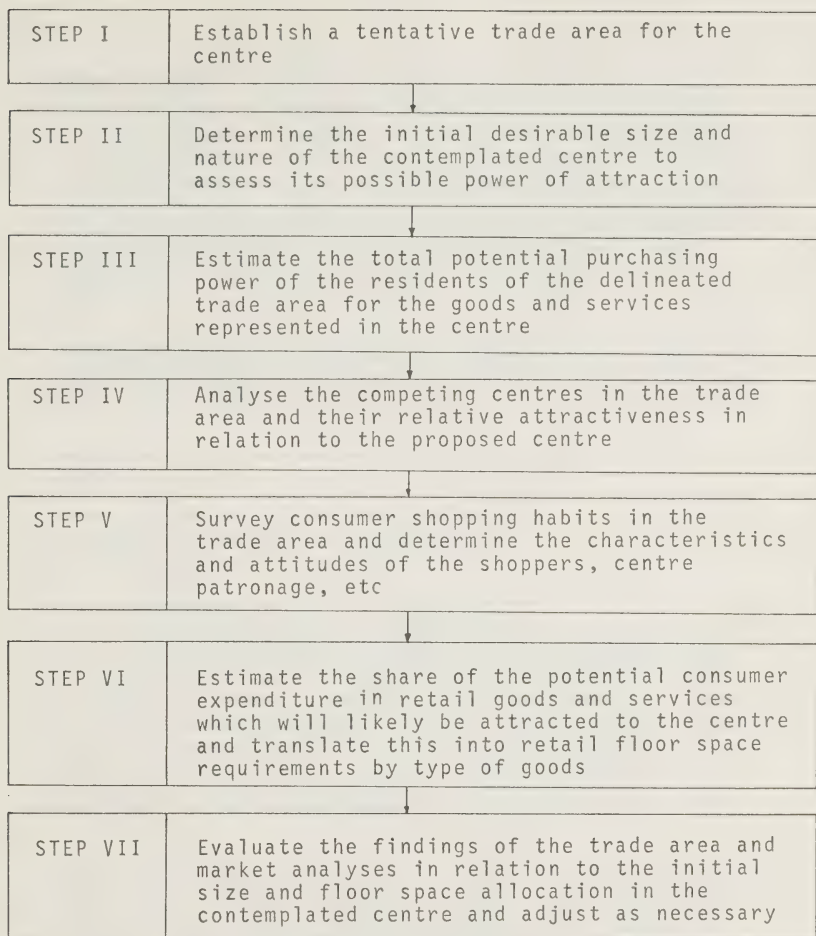 STEP I
Establish a tentative trade area for the
centre
STEP II
Determine the initial desirable size and
nature of the contemplated centre to
assess its possible power of attraction
STEP III
Estimate the total potential purchasing
power of the residents of the delineated
trade area for the goods and services
represented in the centre
STEP IV
Analyse the competing centres in the trade
area and their relative attractiveness in
relation to the proposed centre
STEP V
Survey consumer shopping habits in the
trade area and determine the characteristics
and attitudes of the shoppers, centre
patronage, etc
STEP VI
Estimate the share of the potential consumer
expenditure in retail goods and services
which will likely be attracted to the centre
and translate this into retail floor space
requirements by type of goods
STEP VII
Evaluate the findings of the trade area and
market analyses in relation to the initial
size and floor space allocation in the
contemplated centre and adjust as necessary